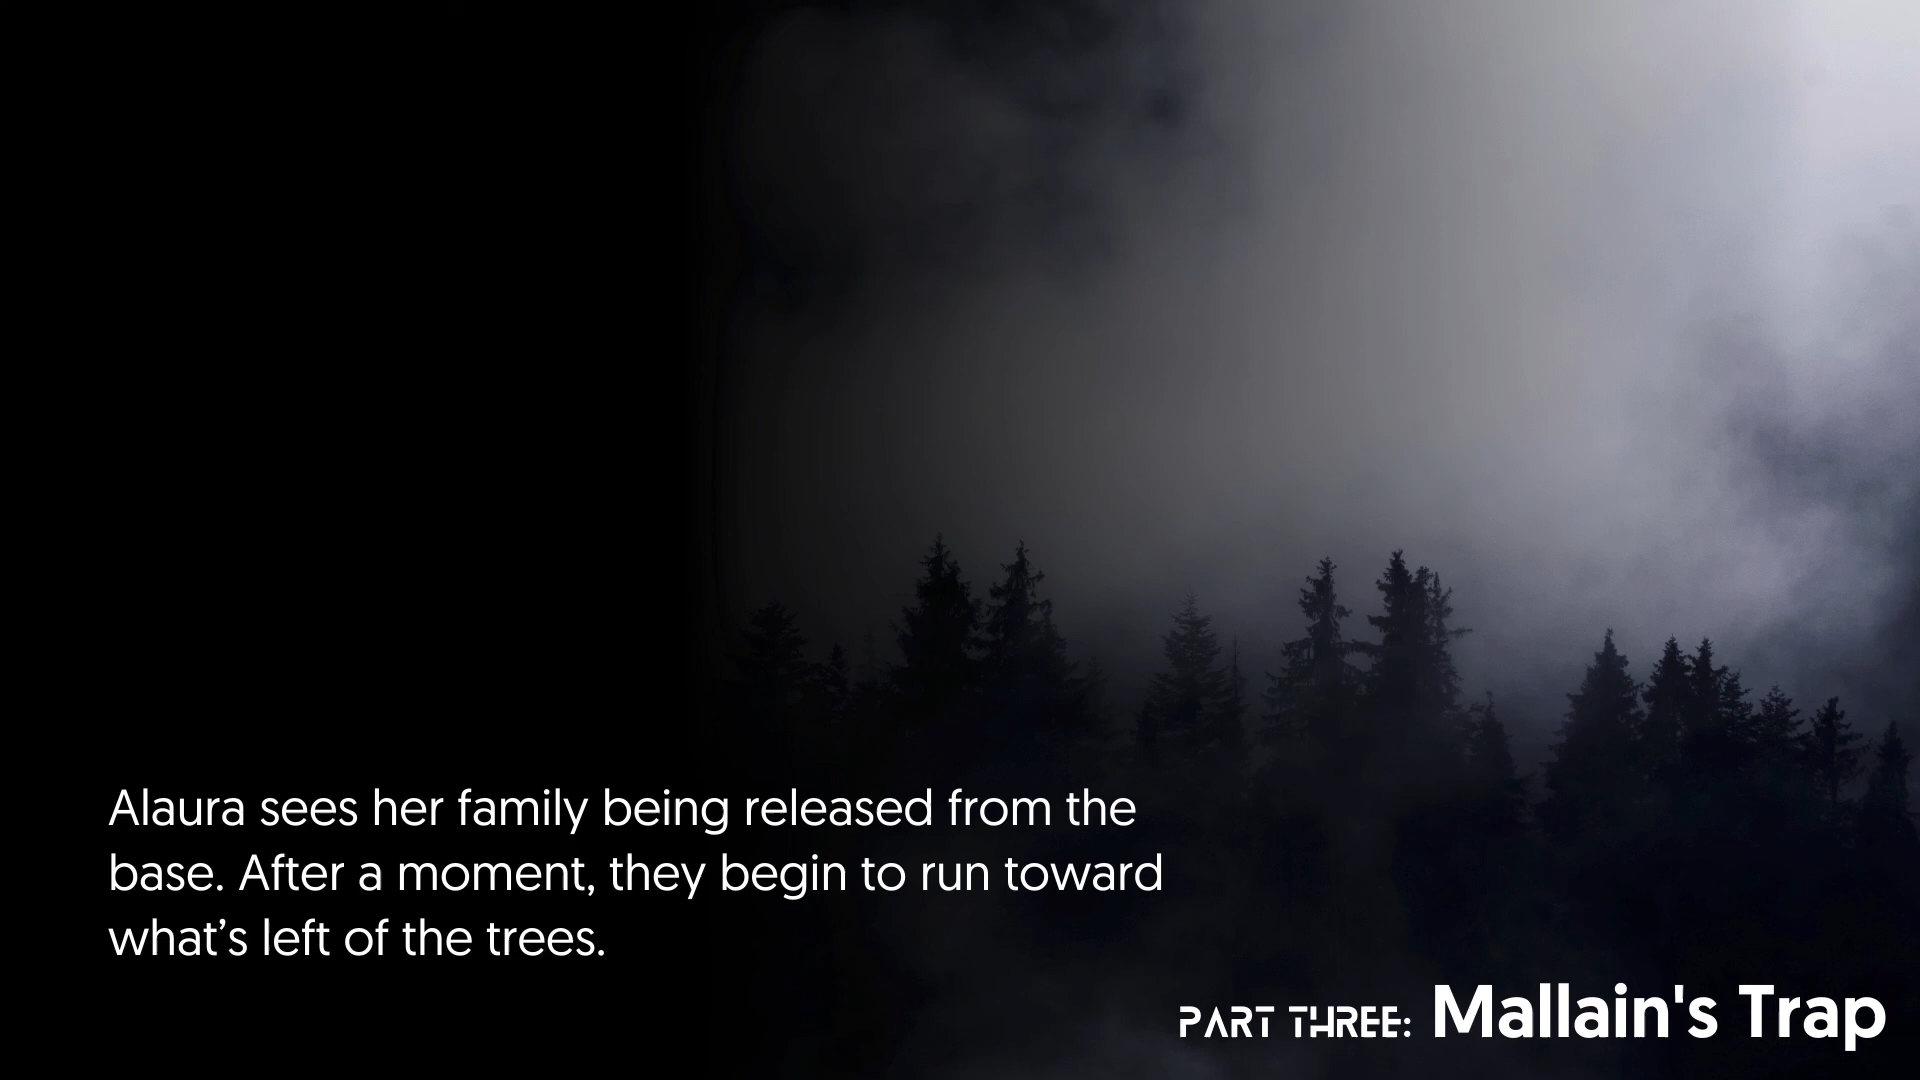 Alaura sees her family being released from the
base. After a moment, they begin to run toward
what’s left of the trees.
PART THREE: Mallain's Trap